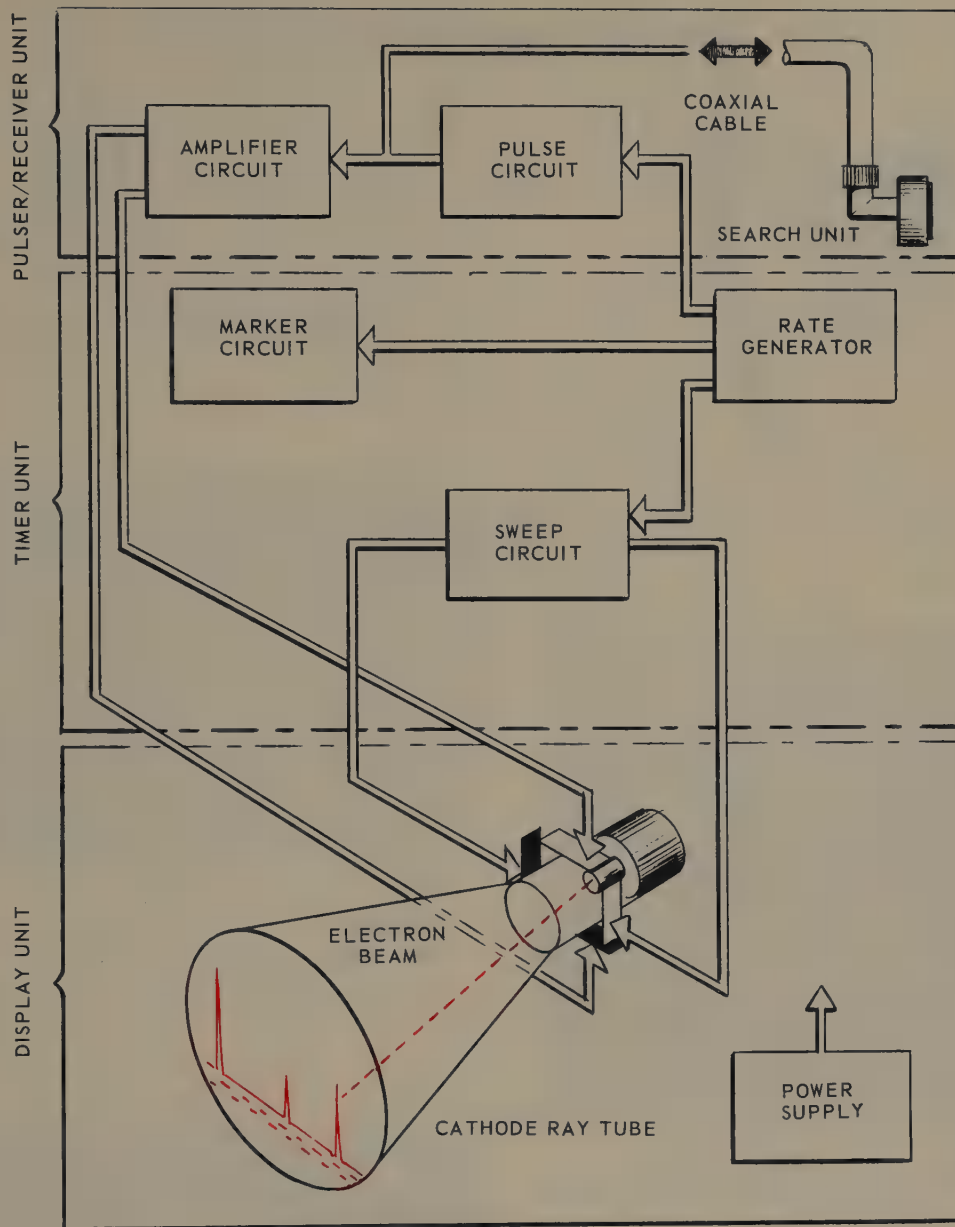 PULSER/RECEIVER UNIT
COAXIAL
CABLE
AMPLIFIER
CIRCUIT
PULSE
CIRCUIT
SEARCH UNIT
TIMER UNIT
MARKER
CIRCUIT
RATE
GENERATOR
SWEEP
CIRCUIT
DISPLAY UNIT
ELECTRON
BEAM
CATHODE RAY TUBE
POWER
SUPPLY